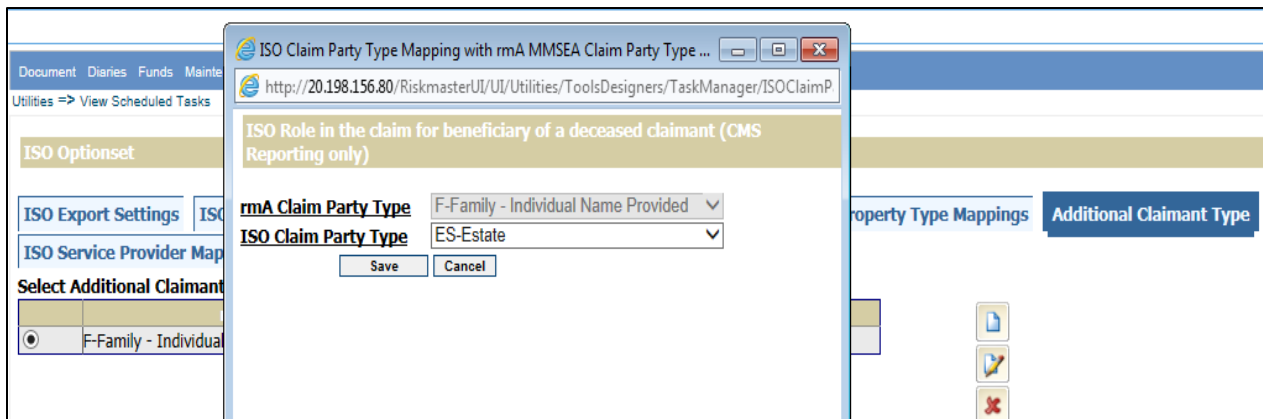 ISO Claim Party Type Mapping with rmA MMSEA Claim Party Type ...
Document Diaries Funds Mainte
http://20.198.156.80/RiskmasterUI/UI/Utilities/ToolsDesigners/TaskManager/ISOClaimP
Utilities => View Scheduled Tasks
ISO Role in the claim for beneficiary of a deceased claimant (CMS
Reporting only)
ISO Optionset
rmA Claim Party Type F-Family - Individual Name Provided
ISO Export Settings ISO roperty Type Mappings Additional Claimant Type
ISO Claim Party Type ES-Estate
ISO Service Provider Map
Save Cancel
Select Additional Claimant
F-Family - Individual